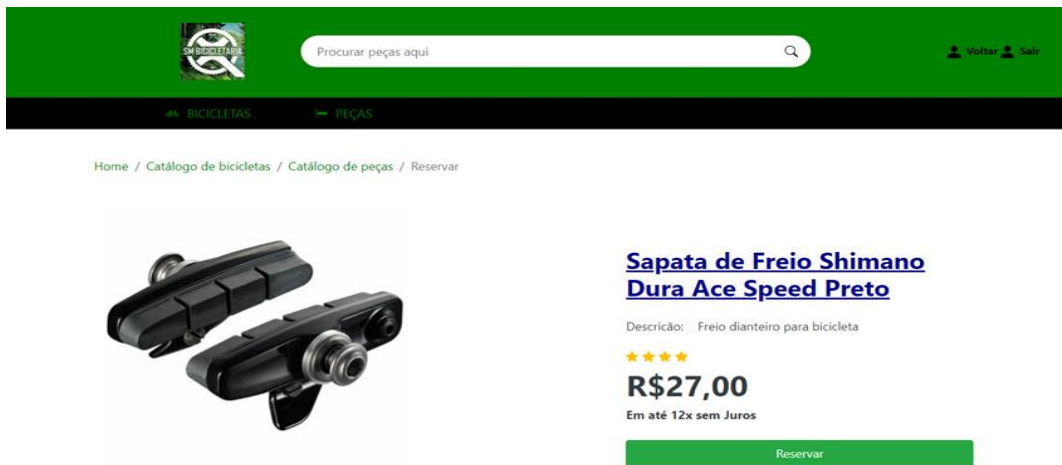 SM BICICLETARIA
Procurar peças aqui
Voltar Sair
BICICLETAS PEÇAS
Home / Catálogo de bicicletas / Catálogo de peças / Reservar
Sapata de Freio Shimano
Dura Ace Speed Preto
Descricão: Freio dianteiro para bicicleta
R$27,00
Em até 12x sem Juros
Reservar